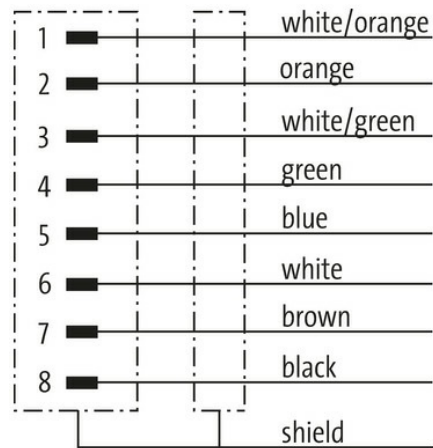 1 white/orange
2 orange
3 white/green
4 green
5 blue
6 white
7 brown
8 black
shield